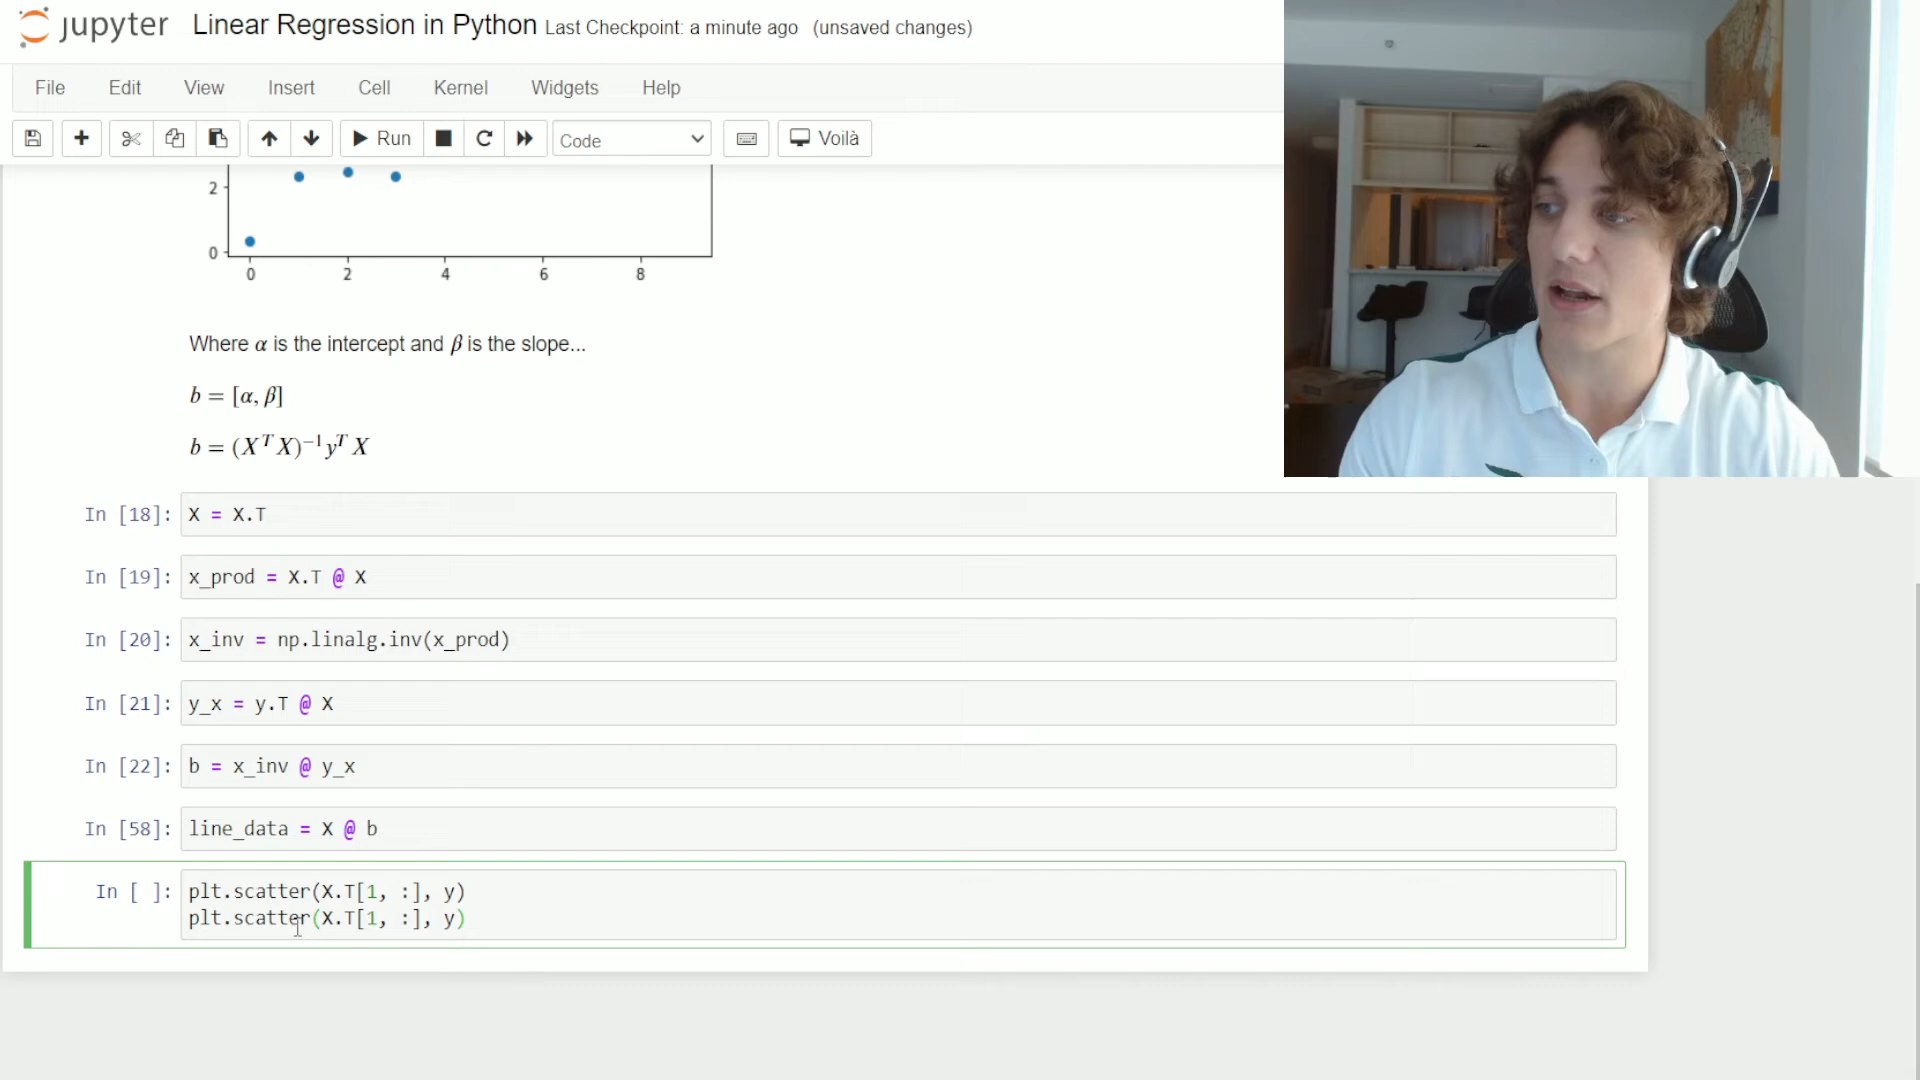 jupyter Linear Regression in Python Last Checkpoint: a minute ago (unsaved changes)
File Edit View Insert Cell Kernel Widgets Help
Run Code Voilà
2
0
0 2 4 6 8
Where α is the intercept and β is the slope...
b = [α, β]
b = (XᵀX)⁻¹yᵀX
In [18]: X = X.T
In [19]: x_prod = X.T @ X
In [20]: x_inv = np.linalg.inv(x_prod)
In [21]: y_x = y.T @ X
In [22]: b = x_inv @ y_x
In [58]: line_data = X @ b
In [ ]: plt.scatter(X.T[1, :], y)
plt.scatter(X.T[1, :], y)